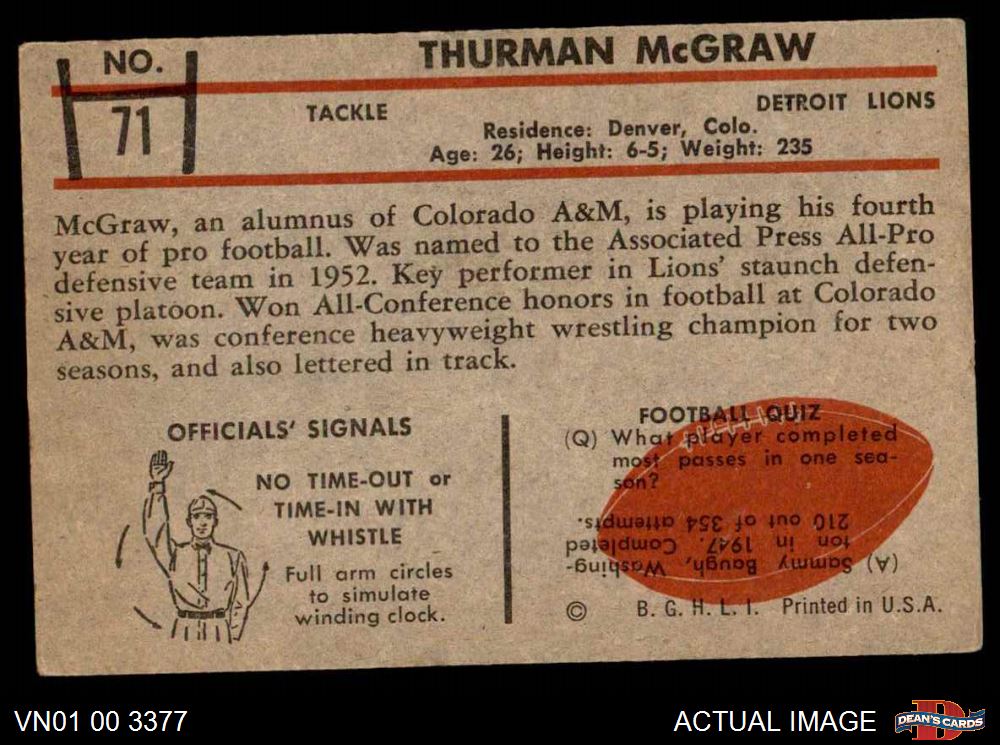 NO.
71
THURMAN McGRAW
TACKLE
DETROIT LIONS
Residence: Denver, Colo.
Age: 26; Height: 6-5; Weight: 235
McGraw, an alumnus of Colorado A&M, is playing his fourth
year of pro football. Was named to the Associated Press All-Pro
defensive team in 1952. Key performer in Lions' staunch defen-
sive platoon. Won All-Conference honors in football at Colorado
A&M, was conference heavyweight wrestling champion for two
seasons, and also lettered in track.
OFFICIALS' SIGNALS
NO TIME-OUT or
TIME-IN WITH
WHISTLE
Full arm circles
to simulate
winding clock.
FOOTBALL QUIZ
(Q) What player completed
most passes in one sea-
son?
(A) Sammy Baugh, Washing-
ton in 1947. Completed
210 out of 354 attempts.
© B. G. H. L. I. Printed in U.S.A.
VN01 00 3377
ACTUAL IMAGE
D
DEAN'S CARDS